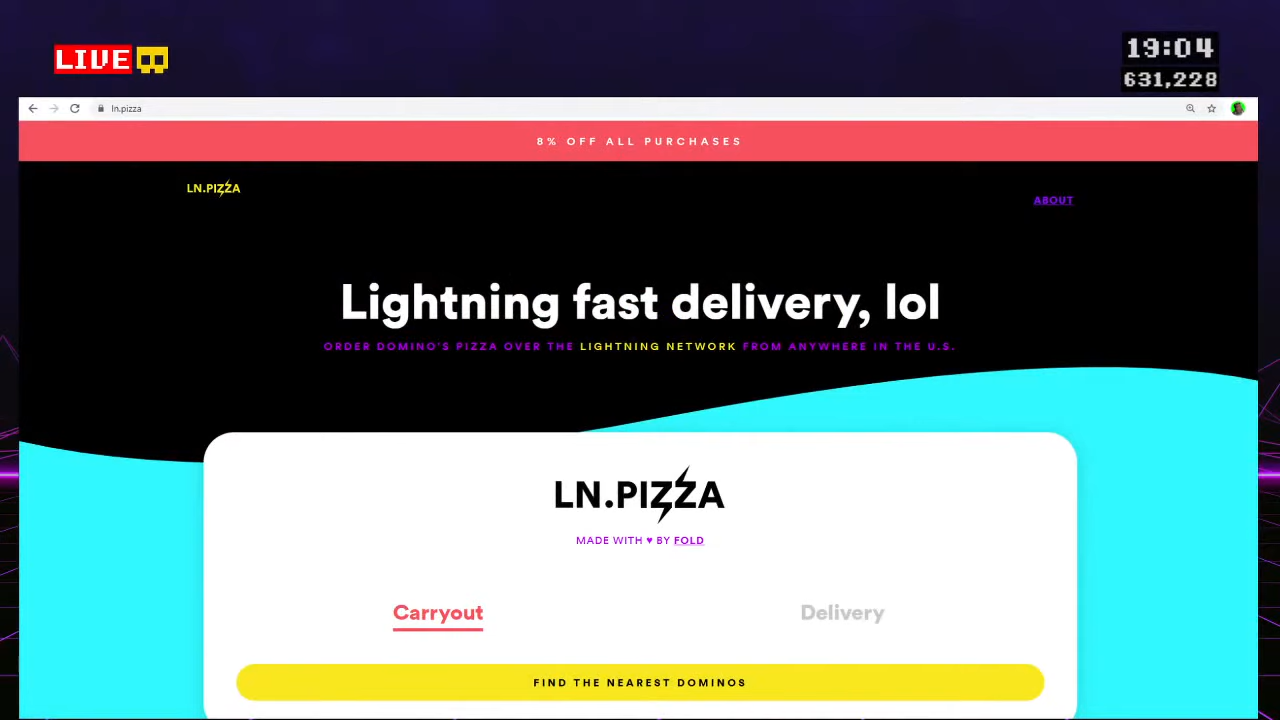 LIVE
19:04
631,228
ln.pizza
8% OFF ALL PURCHASES
LN.PIZZA
ABOUT
Lightning fast delivery, lol
ORDER DOMINO'S PIZZA OVER THE LIGHTNING NETWORK FROM ANYWHERE IN THE U.S.
LN.PIZZA
MADE WITH ♥ BY FOLD
Carryout
Delivery
FIND THE NEAREST DOMINOS